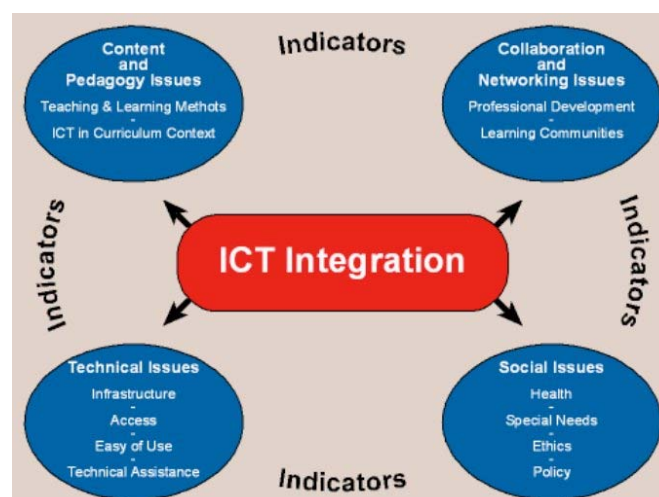 Indicators
Content
and
Pedagogy Issues
Teaching & Learning Methots
-
ICT in Curriculum Context
Collaboration
and
Networking Issues
Professional Development
-
Learning Communities
Indicators
Indicators
ICT Integration
Technical Issues
Infrastructure
-
Access
-
Easy of Use
-
Technical Assistance
Social Issues
Health
-
Special Needs
-
Ethics
-
Policy
Indicators